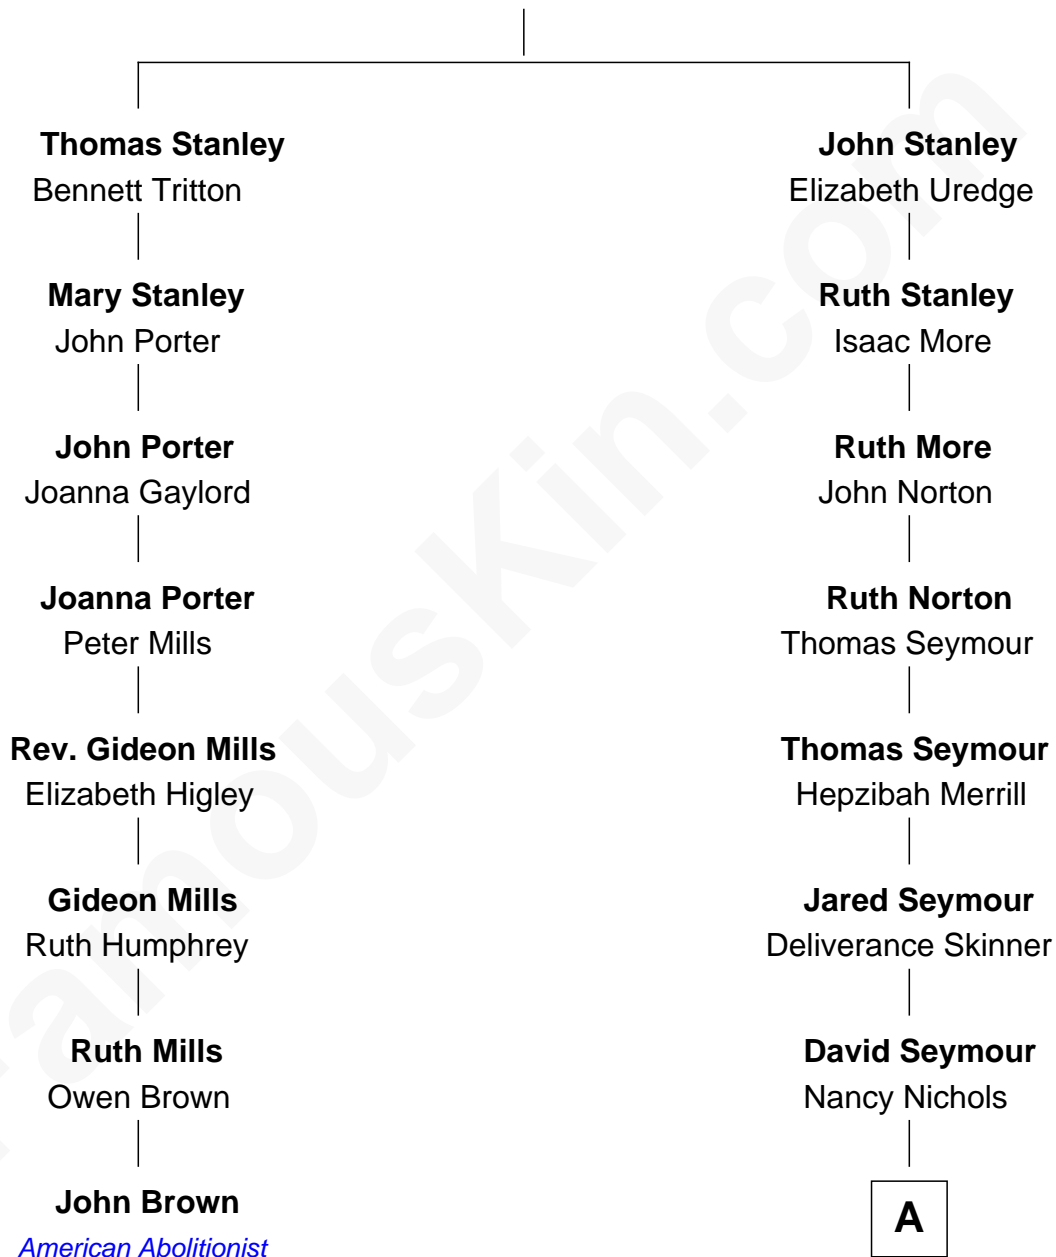 Thomas Stanley
Bennett Tritton
Mary Stanley
John Porter
John Porter
Joanna Gaylord
Joanna Porter
Peter Mills
Rev. Gideon Mills
Elizabeth Higley
Gideon Mills
Ruth Humphrey
Ruth Mills
Owen Brown
John Brown
American Abolitionist
John Stanley
Elizabeth Uredge
Ruth Stanley
Isaac More
Ruth More
John Norton
Ruth Norton
Thomas Seymour
Thomas Seymour
Hepzibah Merrill
Jared Seymour
Deliverance Skinner
David Seymour
Nancy Nichols
A
FamousKin.com